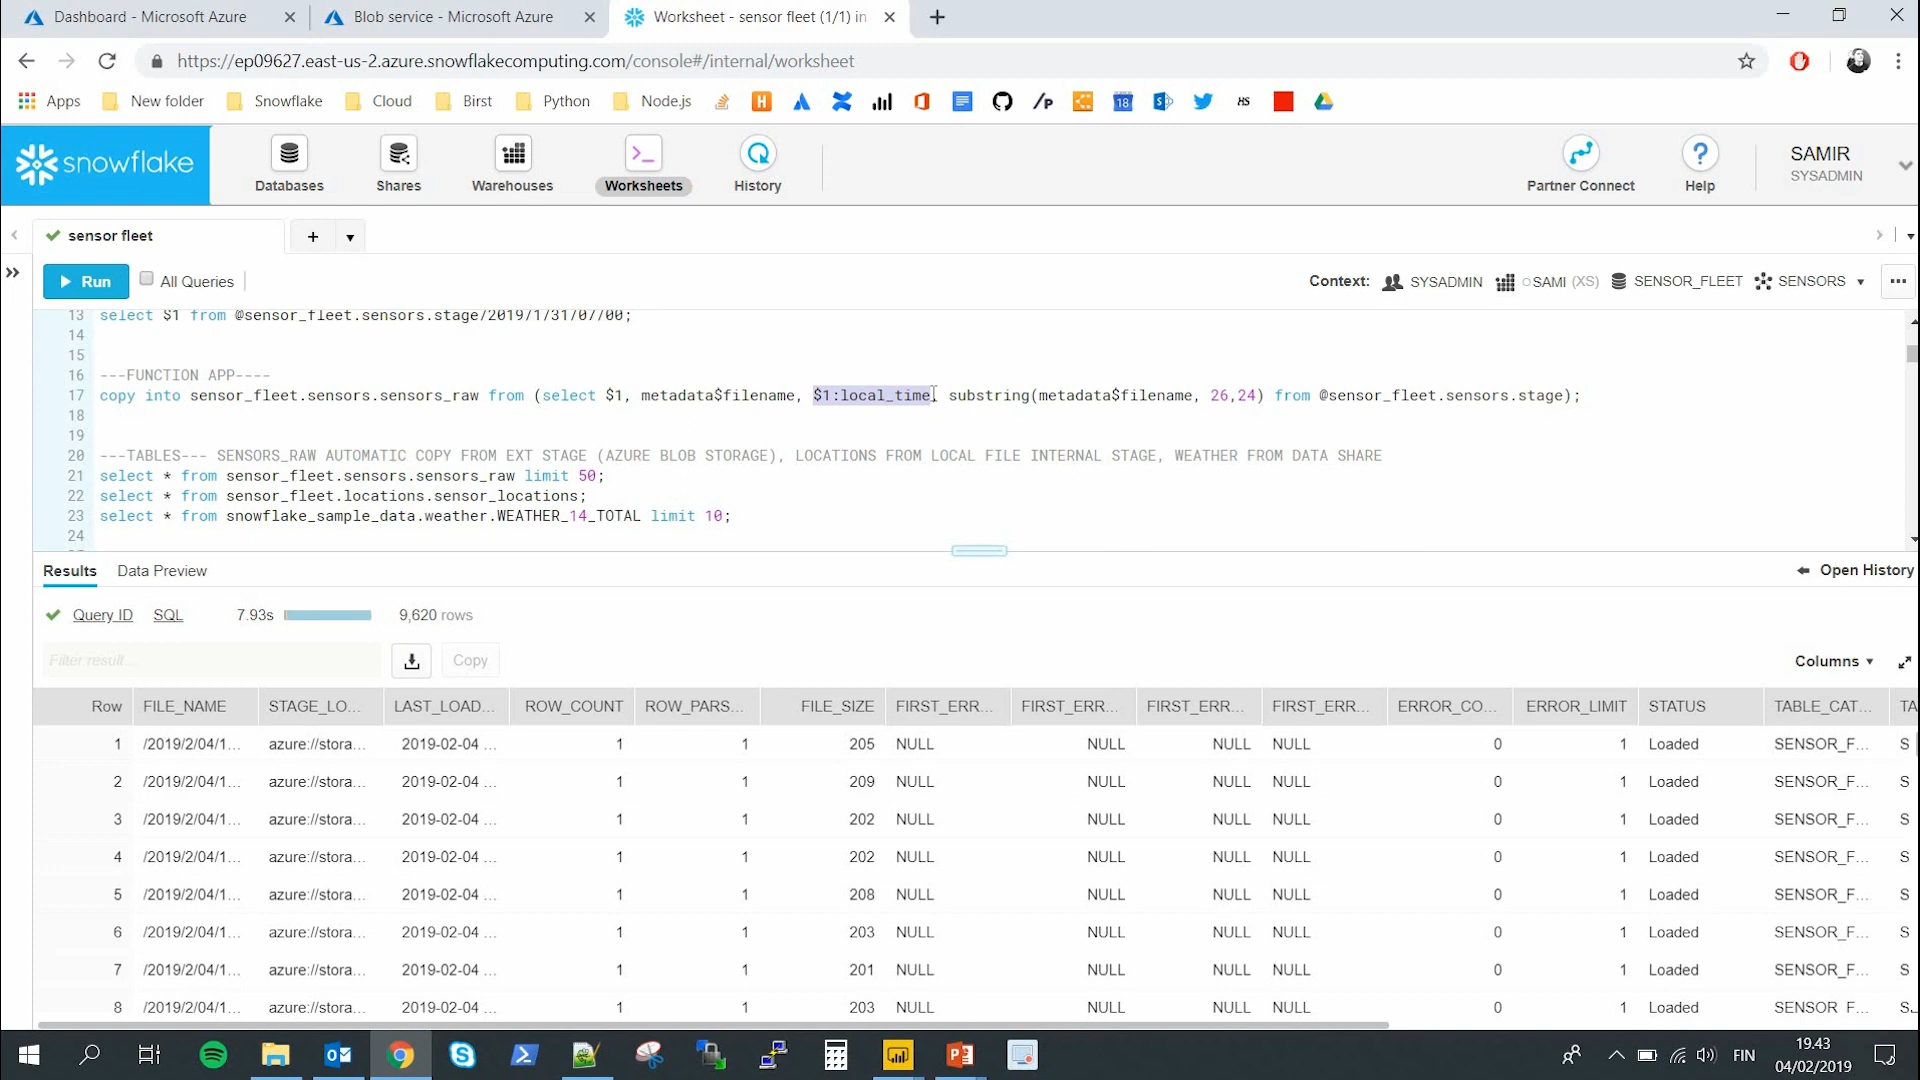 Dashboard - Microsoft Azure
Blob service - Microsoft Azure
Worksheet - sensor fleet (1/1) in
https://ep09627.east-us-2.azure.snowflakecomputing.com/console#/internal/worksheet
Apps New folder Snowflake Cloud Birst Python Node.js
snowflake
Databases Shares Warehouses Worksheets History
Partner Connect Help
SAMIR
SYSADMIN
sensor fleet
Run All Queries
Context: SYSADMIN SAMI (XS) SENSOR_FLEET SENSORS
13 select $1 from @sensor_fleet.sensors.stage/2019/1/31/07/00;
14
15
16 ---FUNCTION APP----
17 copy into sensor_fleet.sensors.sensors_raw from (select $1, metadata$filename, $1:local_time, substring(metadata$filename, 26,24) from @sensor_fleet.sensors.stage);
18
19
20 ---TABLES--- SENSORS_RAW AUTOMATIC COPY FROM EXT STAGE (AZURE BLOB STORAGE), LOCATIONS FROM LOCAL FILE INTERNAL STAGE, WEATHER FROM DATA SHARE
21 select * from sensor_fleet.sensors.sensors_raw limit 50;
22 select * from sensor_fleet.locations.sensor_locations;
23 select * from snowflake_sample_data.weather.WEATHER_14_TOTAL limit 10;
24
Results Data Preview Open History
Query ID SQL 7.93s 9,620 rows
Filter result... Copy Columns
Row FILE_NAME STAGE_LO... LAST_LOAD... ROW_COUNT ROW_PARS... FILE_SIZE FIRST_ERR... FIRST_ERR... FIRST_ERR... FIRST_ERR... ERROR_CO... ERROR_LIMIT STATUS TABLE_CAT... TA
1 /2019/2/04/1... azure://stora... 2019-02-04 ... 1 1 205 NULL NULL NULL NULL 0 1 Loaded SENSOR_F... S
2 /2019/2/04/1... azure://stora... 2019-02-04 ... 1 1 209 NULL NULL NULL NULL 0 1 Loaded SENSOR_F... S
3 /2019/2/04/1... azure://stora... 2019-02-04 ... 1 1 202 NULL NULL NULL NULL 0 1 Loaded SENSOR_F... S
4 /2019/2/04/1... azure://stora... 2019-02-04 ... 1 1 202 NULL NULL NULL NULL 0 1 Loaded SENSOR_F... S
5 /2019/2/04/1... azure://stora... 2019-02-04 ... 1 1 208 NULL NULL NULL NULL 0 1 Loaded SENSOR_F... S
6 /2019/2/04/1... azure://stora... 2019-02-04 ... 1 1 203 NULL NULL NULL NULL 0 1 Loaded SENSOR_F... S
7 /2019/2/04/1... azure://stora... 2019-02-04 ... 1 1 201 NULL NULL NULL NULL 0 1 Loaded SENSOR_F... S
8 /2019/2/04/1... azure://stora... 2019-02-04 ... 1 1 203 NULL NULL NULL NULL 0 1 Loaded SENSOR_F... S
FIN
19.43
04/02/2019